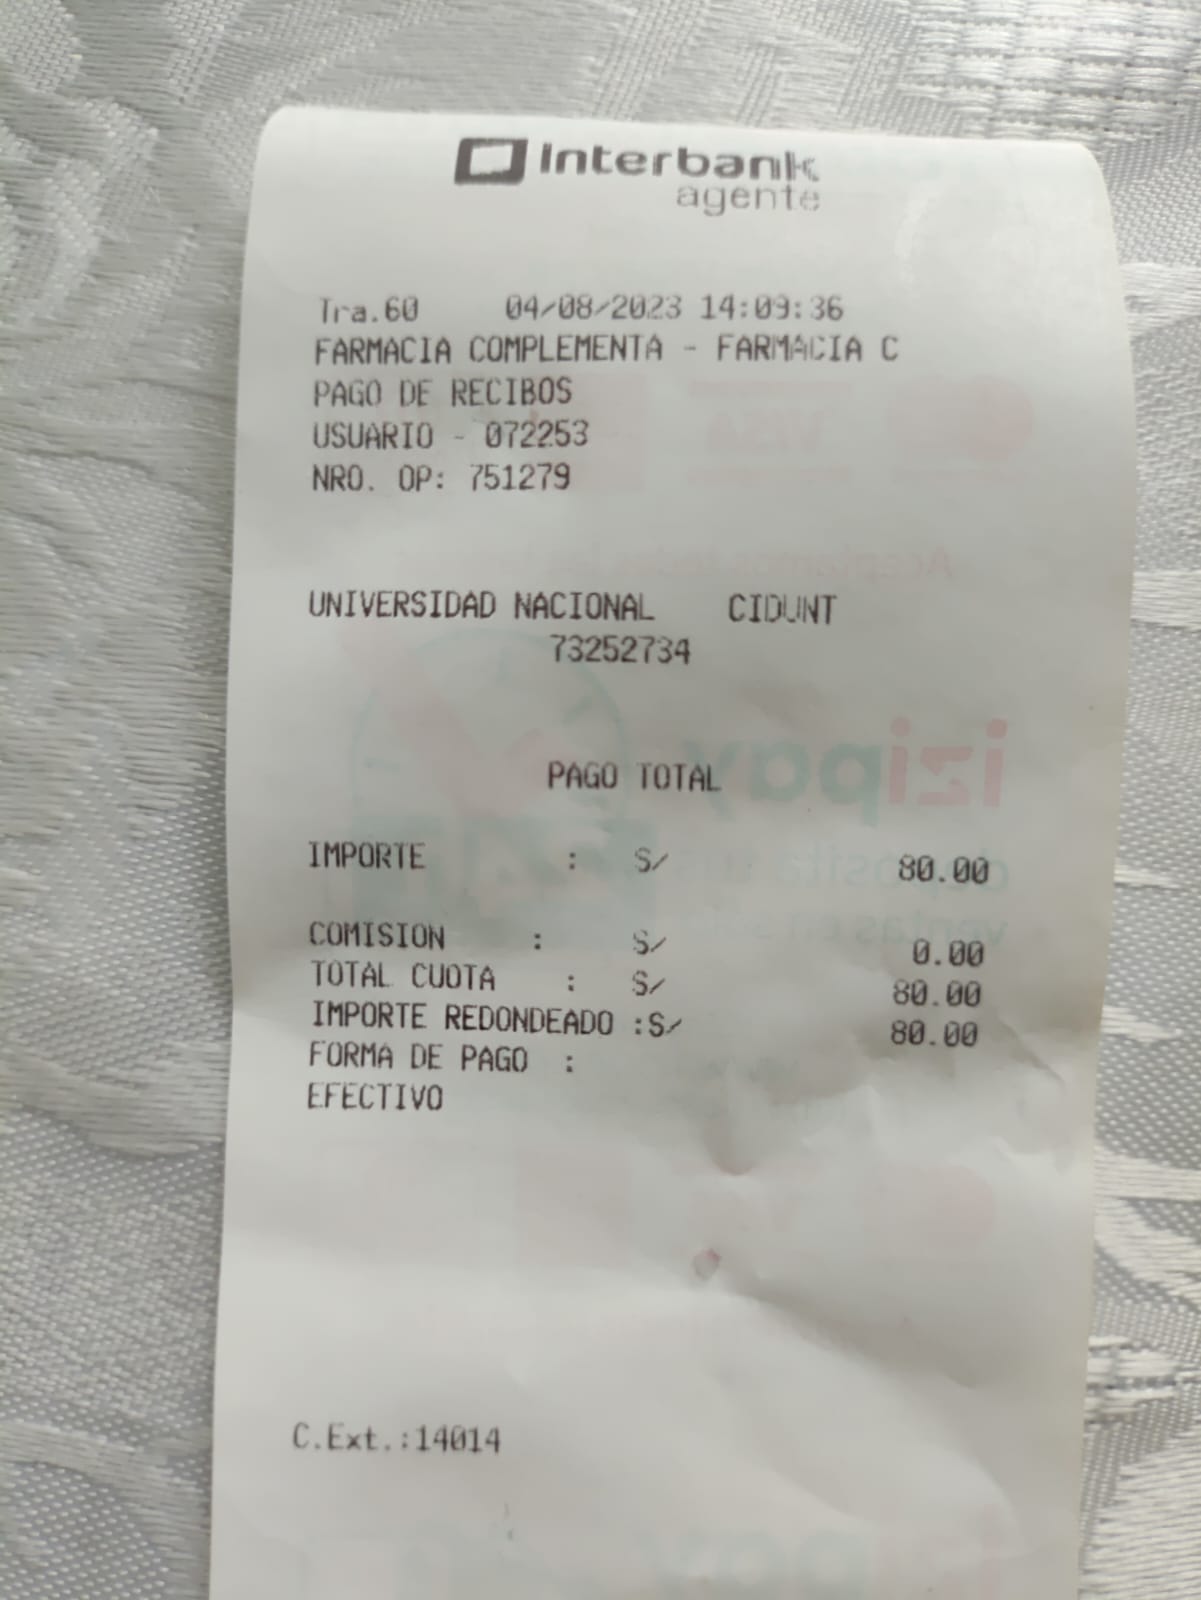 Interbank
agente
Tra.60 04/08/2023 14:09:36
FARMACIA COMPLEMENTA - FARMACIA C
PAGO DE RECIBOS
USUARIO - 072253
NRO. OP: 751279
UNIVERSIDAD NACIONAL CIDUNT
73252734
PAGO TOTAL
IMPORTE : S/ 80.00
COMISION : S/ 0.00
TOTAL CUOTA : S/ 80.00
IMPORTE REDONDEADO :S/ 80.00
FORMA DE PAGO :
EFECTIVO
C.Ext.:14014
izipay